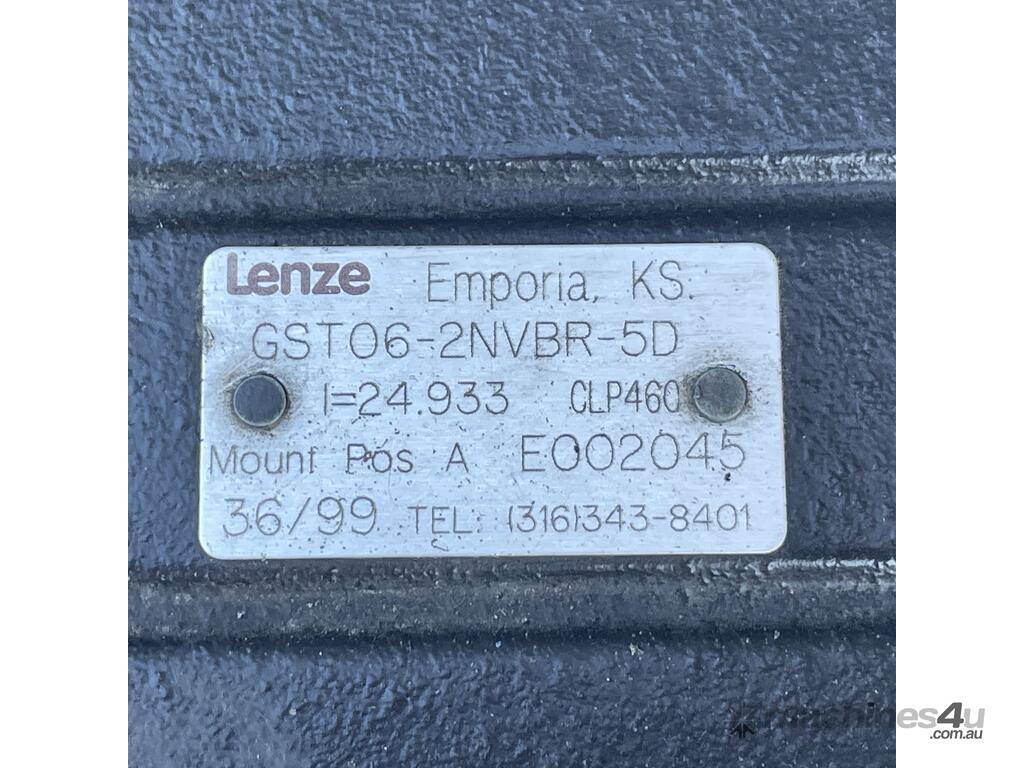 Lenze Emporia, KS.
GST06-2NVBR-5D
I=24.933 CLP460
Mount Pos A E002045
36/99 TEL: (316)343-8401
machines4u
.com.au